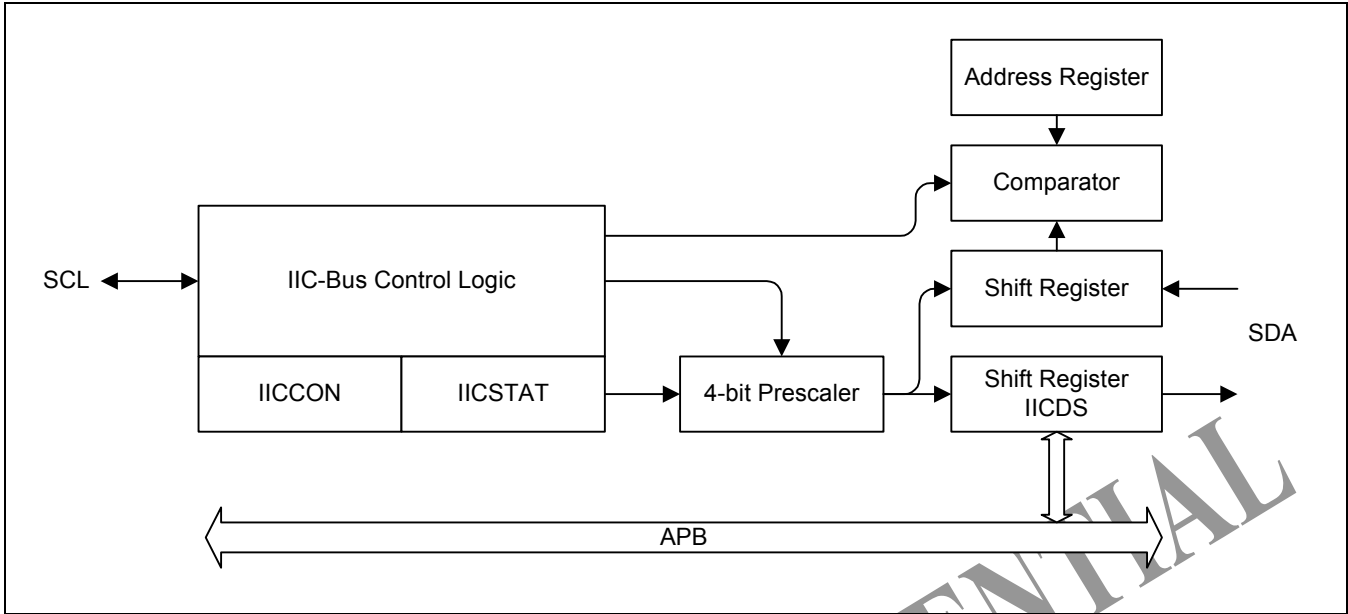 Address Register
Comparator
SCL
IIC-Bus Control Logic
Shift Register
SDA
IICCON
IICSTAT
4-bit Prescaler
Shift Register
IICDS
APB